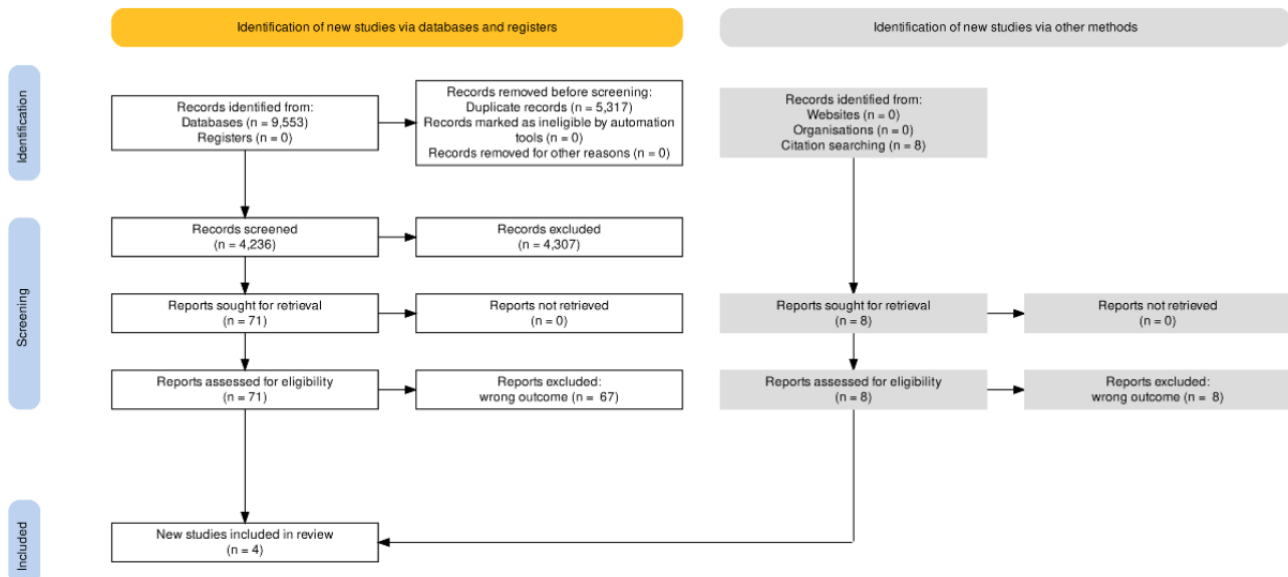 Identification of new studies via databases and registers
Identification of new studies via other methods
Identification
Records identified from:
Databases (n = 9,553)
Registers (n = 0)
Records removed before screening:
Duplicate records (n = 5,317)
Records marked as ineligible by automation
tools (n = 0)
Records removed for other reasons (n = 0)
Records identified from:
Websites (n = 0)
Organisations (n = 0)
Citation searching (n = 8)
Screening
Records screened
(n = 4,236)
Records excluded
(n = 4,307)
Reports sought for retrieval
(n = 71)
Reports not retrieved
(n = 0)
Reports sought for retrieval
(n = 8)
Reports not retrieved
(n = 0)
Reports assessed for eligibility
(n = 71)
Reports excluded:
wrong outcome (n = 67)
Reports assessed for eligibility
(n = 8)
Reports excluded:
wrong outcome (n = 8)
Included
New studies included in review
(n = 4)